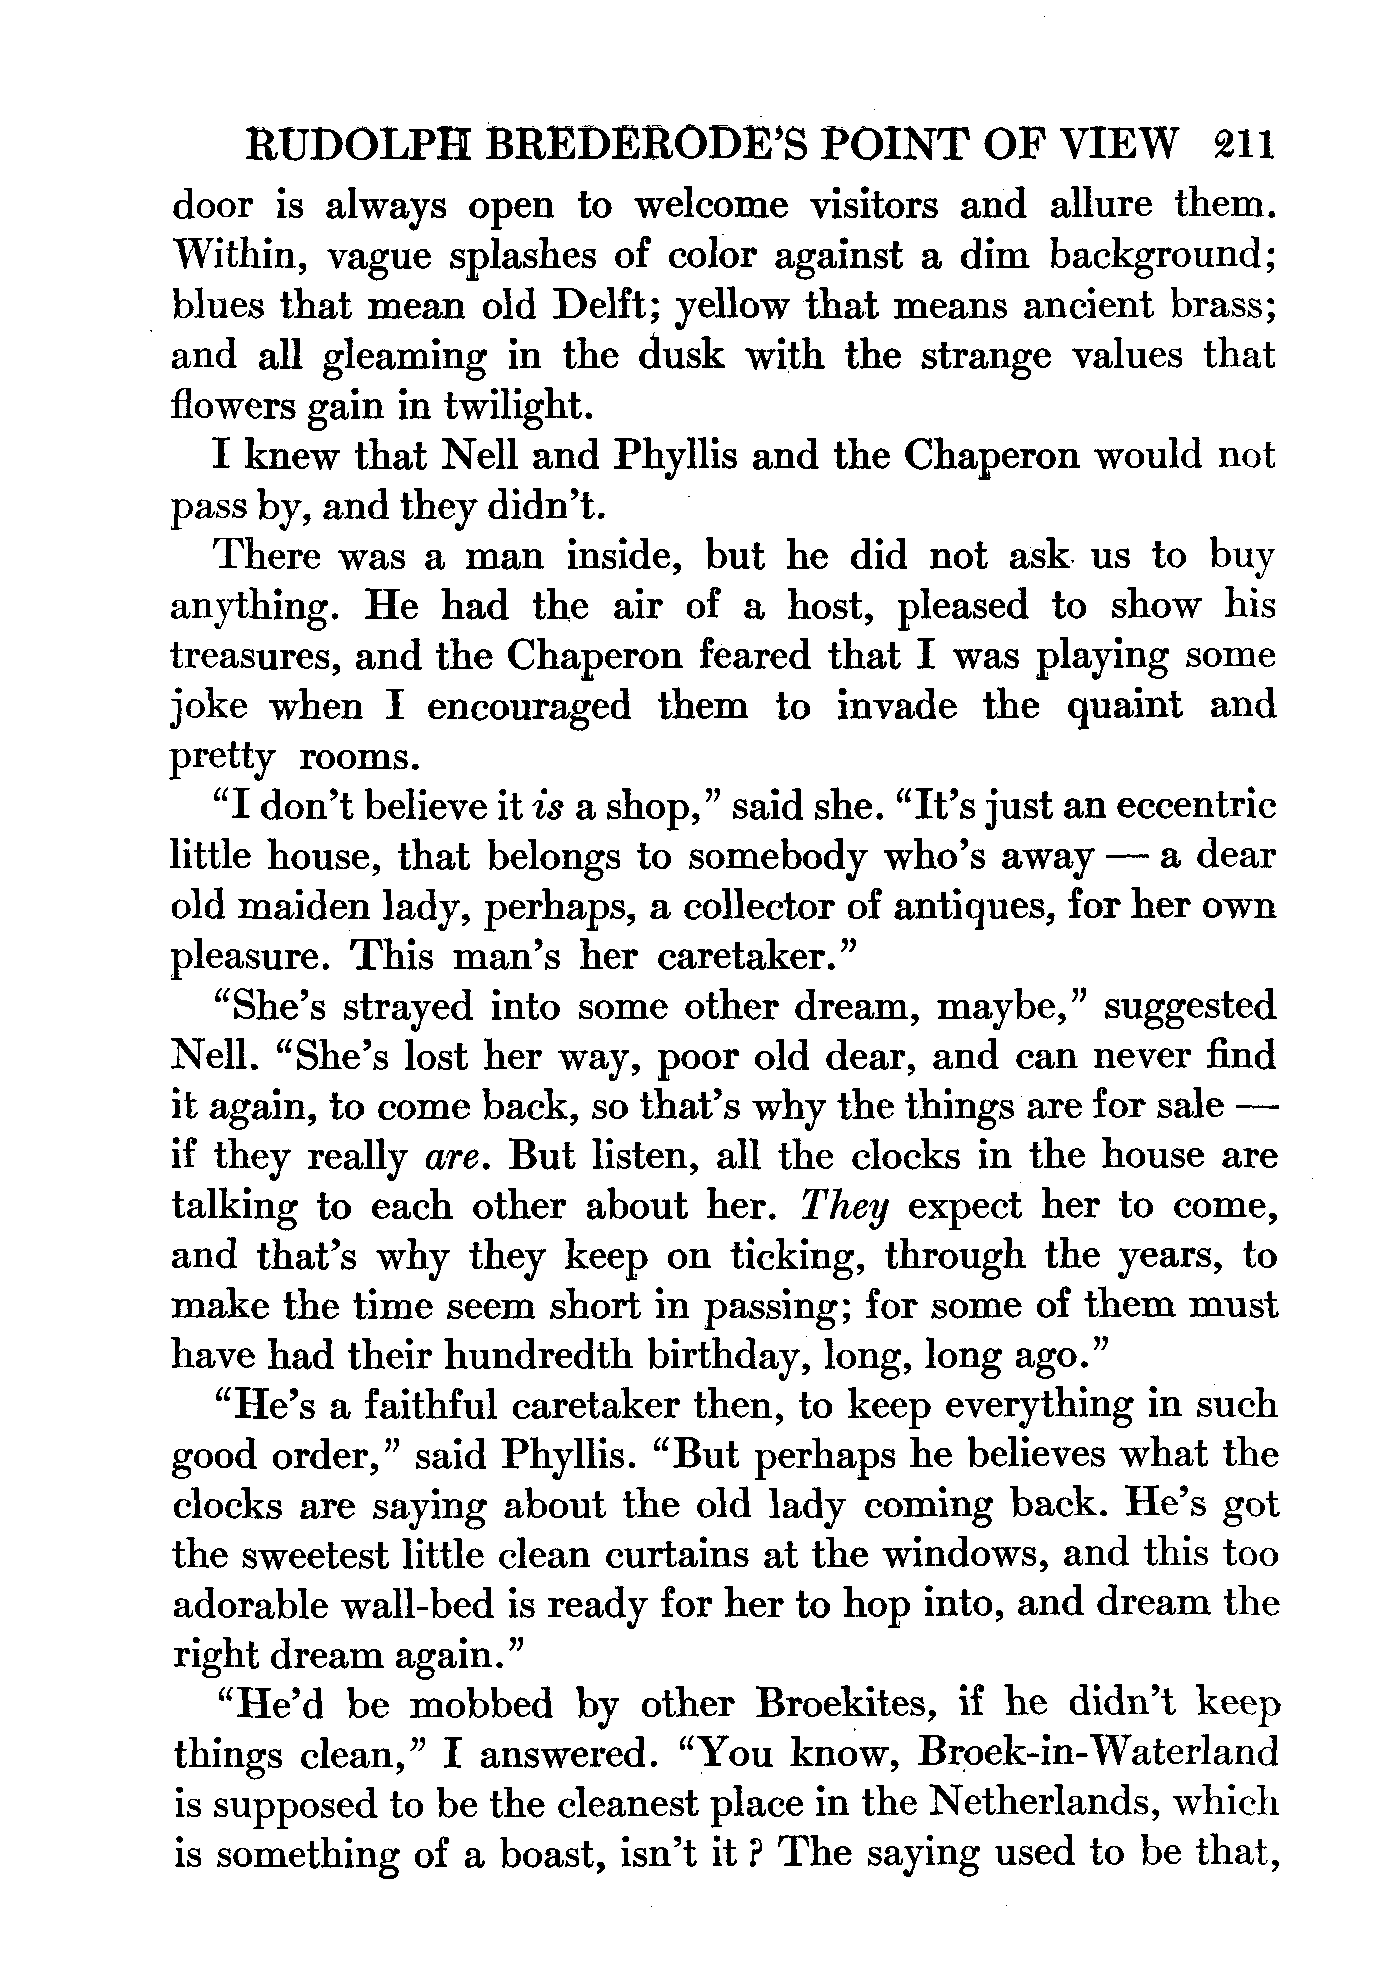 RUDOLPH BREDERODE'S POINT OF VIEW 211
door is always open to welcome visitors and allure them.
Within, vague splashes of color against a dim background;
blues that mean old Delft; yellow that means ancient brass;
and all gleaming in the dusk with the strange values that
flowers gain in twilight.
I knew that Nell and Phyllis and the Chaperon would not
pass by, and they didn't.
There was a man inside, but he did not ask us to buy
anything. He had the air of a host, pleased to show his
treasures, and the Chaperon feared that I was playing some
joke when I encouraged them to invade the quaint and
pretty rooms.
"I don't believe it is a shop," said she. "It's just an eccentric
little house, that belongs to somebody who's away — a dear
old maiden lady, perhaps, a collector of antiques, for her own
pleasure. This man's her caretaker."
"She's strayed into some other dream, maybe," suggested
Nell. "She's lost her way, poor old dear, and can never find
it again, to come back, so that's why the things are for sale —
if they really are. But listen, all the clocks in the house are
talking to each other about her. They expect her to come,
and that's why they keep on ticking, through the years, to
make the time seem short in passing; for some of them must
have had their hundredth birthday, long, long ago."
"He's a faithful caretaker then, to keep everything in such
good order," said Phyllis. "But perhaps he believes what the
clocks are saying about the old lady coming back. He's got
the sweetest little clean curtains at the windows, and this too
adorable wall-bed is ready for her to hop into, and dream the
right dream again."
"He'd be mobbed by other Broekites, if he didn't keep
things clean," I answered. "You know, Broek-in-Waterland
is supposed to be the cleanest place in the Netherlands, which
is something of a boast, isn't it? The saying used to be that,